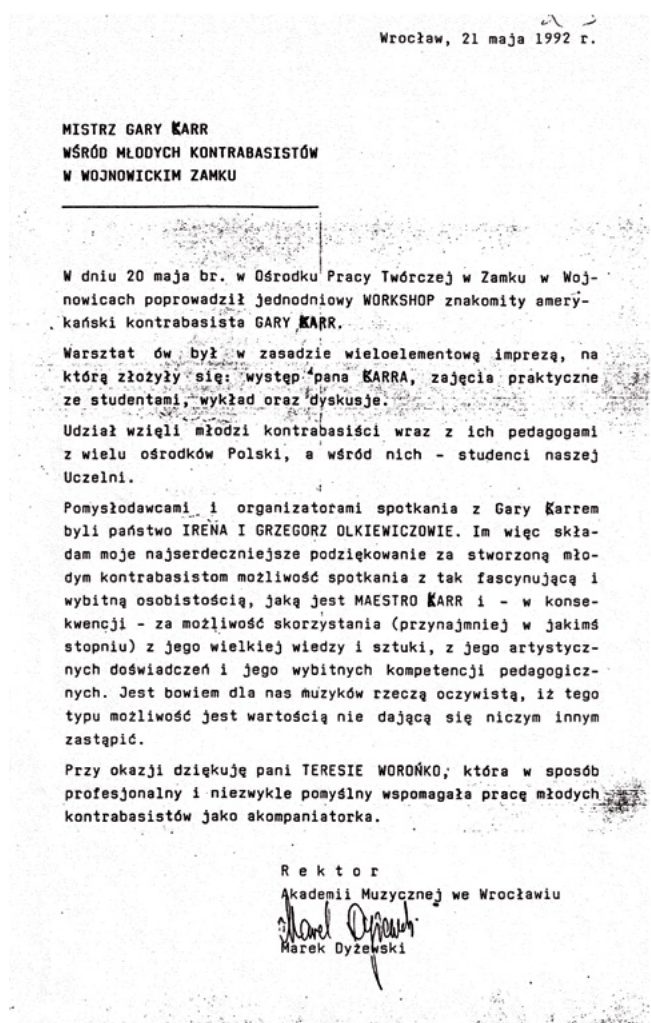 Wrocław, 21 maja 1992 r.
MISTRZ GARY KARR
WŚRÓD MŁODYCH KONTRABASISTÓW
W WOJNOWICKIM ZAMKU
W dniu 20 maja br. w Ośrodku Pracy Twórczej w Zamku w Woj-
nowicach poprowadził jednodniowy WORKSHOP znakomity amery-
kański kontrabasista GARY KARR.
Warsztat ów był w zasadzie wieloelementową imprezą, na
którą złożyły się: występ pana KARRA, zajęcia praktyczne
ze studentami, wykład oraz dyskusje.
Udział wzięli młodzi kontrabasiści wraz z ich pedagogami
z wielu ośrodków Polski, a wśród nich - studenci naszej
Uczelni.
Pomysłodawcami i organizatorami spotkania z Gary Karrem
byli państwo IRENA I GRZEGORZ OLKIEWICZOWIE. Im więc skła-
dam moje najserdeczniejsze podziękowanie za stworzoną mło-
dym kontrabasistom możliwość spotkania z tak fascynującą i
wybitną osobistością, jaką jest MAESTRO KARR i - w konse-
kwencji - za możliwość skorzystania (przynajmniej w jakimś
stopniu) z jego wielkiej wiedzy i sztuki, z jego artystycz-
nych doświadczeń i jego wybitnych kompetencji pedagogicz-
nych. Jest bowiem dla nas muzyków rzeczą oczywistą, iż tego
typu możliwość jest wartością nie dającą się niczym innym
zastąpić.
Przy okazji dziękuję pani TERESIE WOROŃKO, która w sposób
profesjonalny i niezwykle pomyślny wspomagała pracę młodych
kontrabasistów jako akompaniatorka.
R e k t o r
Akademii Muzycznej we Wrocławiu
Marek Dyżewski
Marek Dyżewski